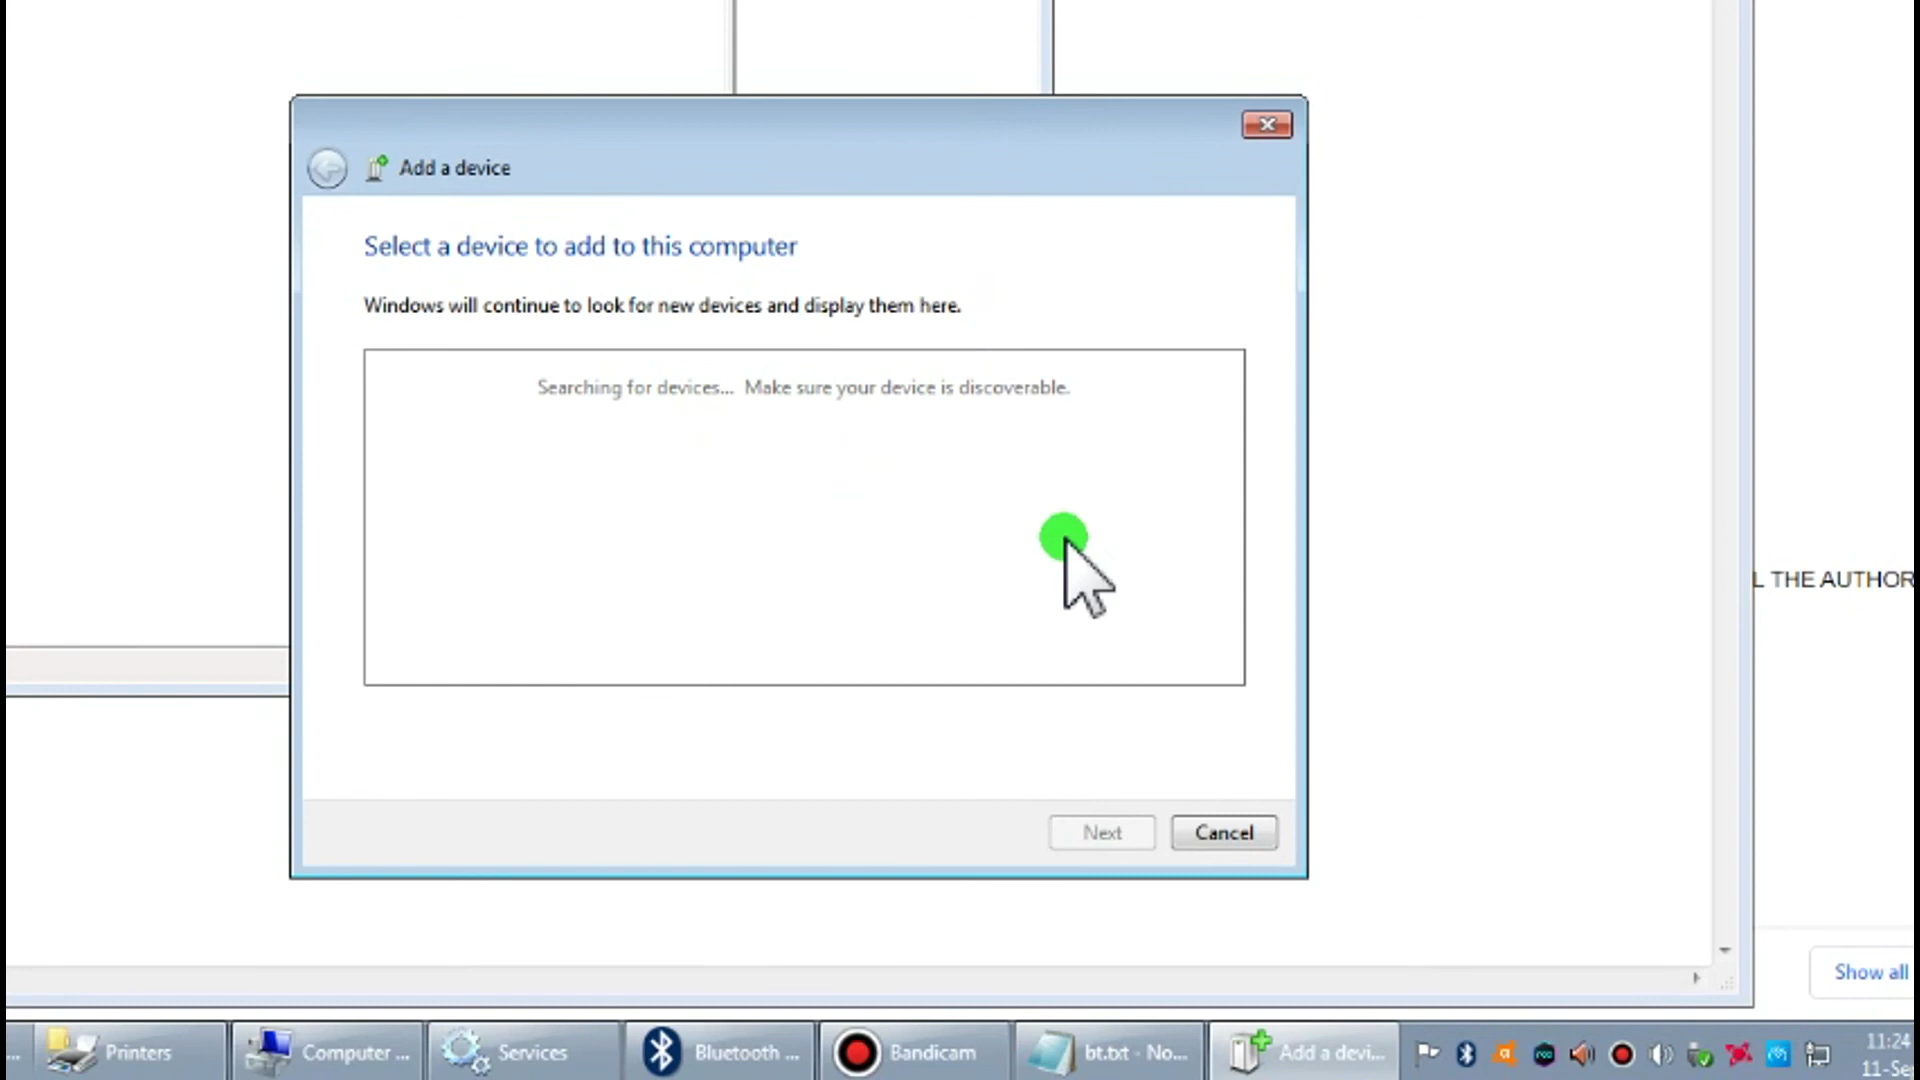 Add a device
Select a device to add to this computer
Windows will continue to look for new devices and display them here.
Searching for devices... Make sure your device is discoverable.
L THE AUTHOR
Next
Cancel
Show all
... Printers
Computer ...
Services
Bluetooth ...
Bandicam
bt.txt - No...
Add a devi...
11:24
11-Se